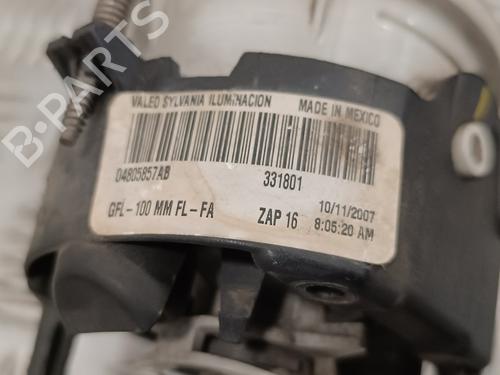 VALEO SYLVANIA ILUMINACION MADE IN MEXICO
04805857AB 331801
GFL-100 MM FL-FA ZAP 16 10/11/2007
8:05:20 AM
B-PARTS